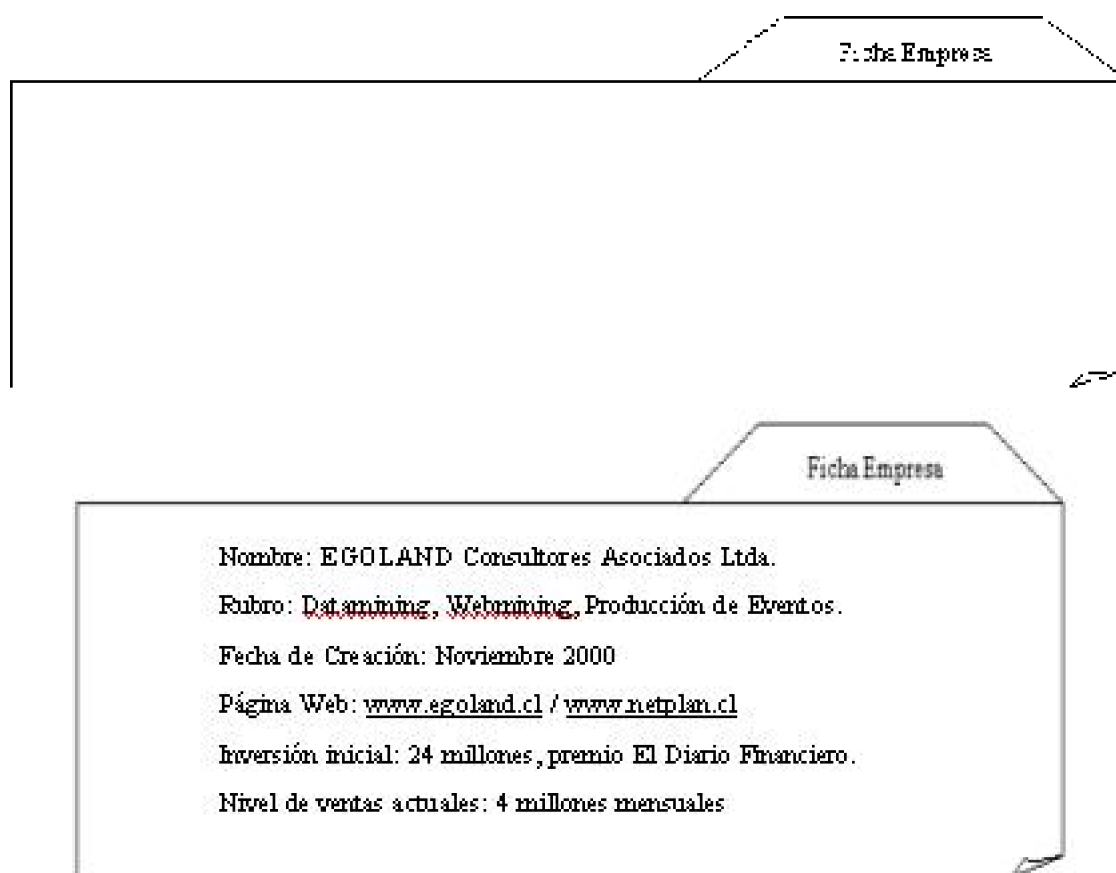 Ficha Empresa
Ficha Empresa
Nombre: EGOLAND Consultores Asociados Ltda.
Rubro: Datamining, Webmining, Producción de Eventos.
Fecha de Creación: Noviembre 2000
Página Web: www.egoland.cl / www.netplan.cl
Inversión inicial: 24 millones, premio El Diario Financiero.
Nivel de ventas actuales: 4 millones mensuales